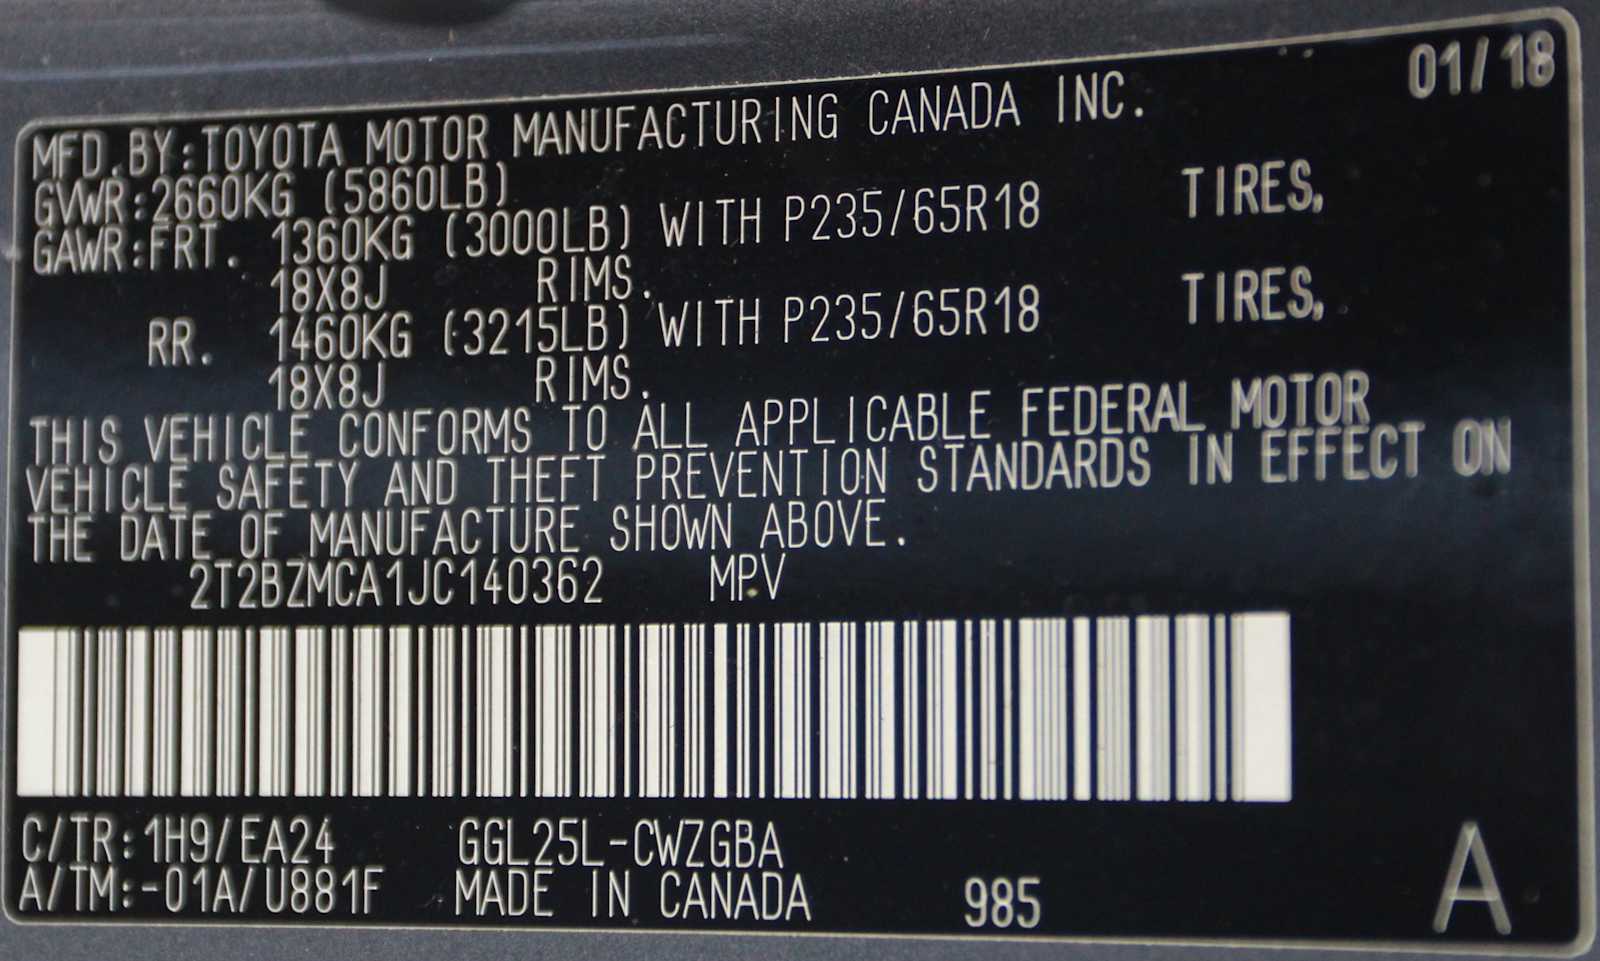 01/18
MFD.BY:TOYOTA MOTOR MANUFACTURING CANADA INC.
GVWR:2660KG (5860LB)
GAWR:FRT. 1360KG (3000LB) WITH P235/65R18 TIRES,
18X8J RIMS.
RR. 1460KG (3215LB) WITH P235/65R18 TIRES,
18X8J RIMS.
THIS VEHICLE CONFORMS TO ALL APPLICABLE FEDERAL MOTOR
VEHICLE SAFETY AND THEFT PREVENTION STANDARDS IN EFFECT ON
THE DATE OF MANUFACTURE SHOWN ABOVE.
2T2BZMCA1JC140362 MPV
C/TR:1H9/EA24 GGL25L-CWZGBA
A/TM:-01A/U881F MADE IN CANADA 985
A